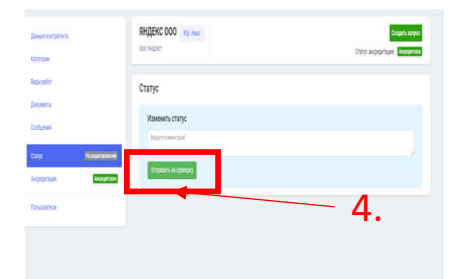 Данные контрагента
Категории
Виды работ
Документы
Сообщения
Статус
На редактировании
Аккредитация
Аккредитован
Пользователи
ЯНДЕКС ООО
Юр. лицо
ООО "ЯНДЕКС"
Создать запрос
Статус аккредитации:
Аккредитован
Статус
Изменить статус
Введите комментарий
Отправить на проверку
4.